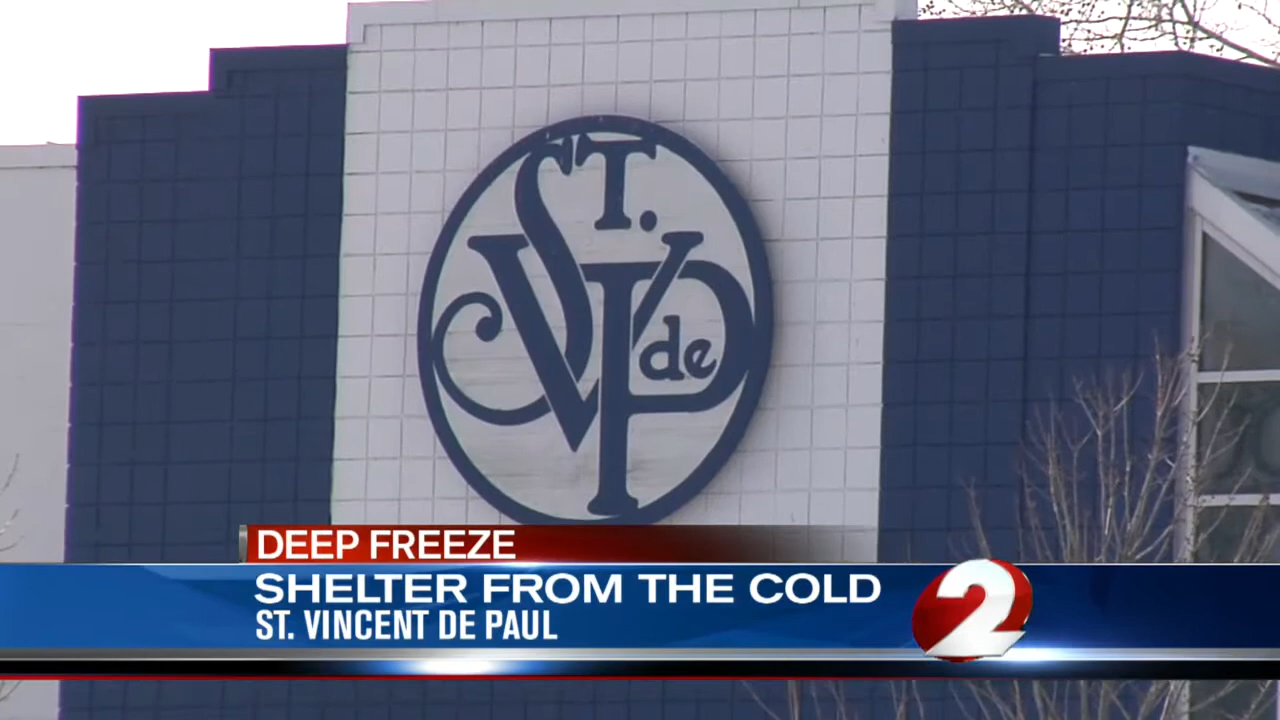 ST.
V de P
DEEP FREEZE
SHELTER FROM THE COLD
ST. VINCENT DE PAUL
2